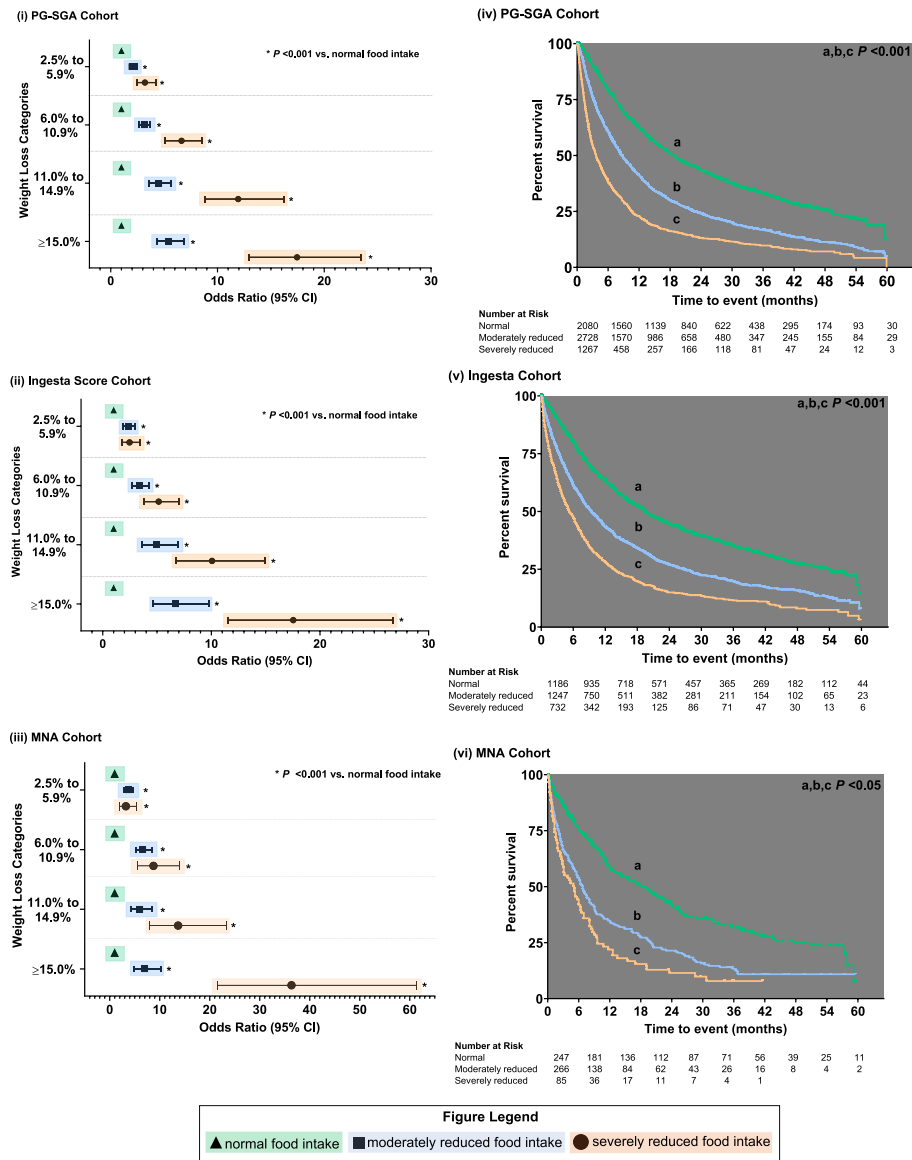 (i) PG-SGA Cohort
* P <0.001 vs. normal food intake
Weight Loss Categories
2.5% to
5.9%
*
*
6.0% to
10.9%
*
*
11.0% to
14.9%
*
*
≥15.0%
*
*
0 10 20 30
Odds Ratio (95% CI)
(iv) PG-SGA Cohort
a,b,c P <0.001
Percent survival
100
75
50
25
0
a
b
c
0 6 12 18 24 30 36 42 48 54 60
Time to event (months)
Number at Risk
Normal 2080 1560 1139 840 622 438 295 174 93 30
Moderately reduced 2728 1570 986 658 480 347 245 155 84 29
Severely reduced 1267 458 257 166 118 81 47 24 12 3
(ii) Ingesta Score Cohort
* P <0.001 vs. normal food intake
Weight Loss Categories
2.5% to
5.9%
*
*
6.0% to
10.9%
*
*
11.0% to
14.9%
*
*
≥15.0%
*
*
0 10 20 30
Odds Ratio (95% CI)
(v) Ingesta Cohort
a,b,c P <0.001
Percent survival
100
75
50
25
0
a
b
c
0 6 12 18 24 30 36 42 48 54 60
Time to event (months)
Number at Risk
Normal 1186 935 718 571 457 365 269 182 112 44
Moderately reduced 1247 750 511 382 281 211 154 102 65 23
Severely reduced 732 342 193 125 86 71 47 30 13 6
(iii) MNA Cohort
* P <0.001 vs. normal food intake
Weight Loss Categories
2.5% to
5.9%
*
*
6.0% to
10.9%
*
*
11.0% to
14.9%
*
*
≥15.0%
*
*
0 10 20 30 40 50 60
Odds Ratio (95% CI)
(vi) MNA Cohort
a,b,c P <0.05
Percent survival
100
75
50
25
0
a
b
c
0 6 12 18 24 30 36 42 48 54 60
Time to event (months)
Number at Risk
Normal 247 181 136 112 87 71 56 39 25 11
Moderately reduced 266 138 84 62 43 26 16 8 4 2
Severely reduced 85 36 17 11 7 4 1
Figure Legend
normal food intake moderately reduced food intake severely reduced food intake